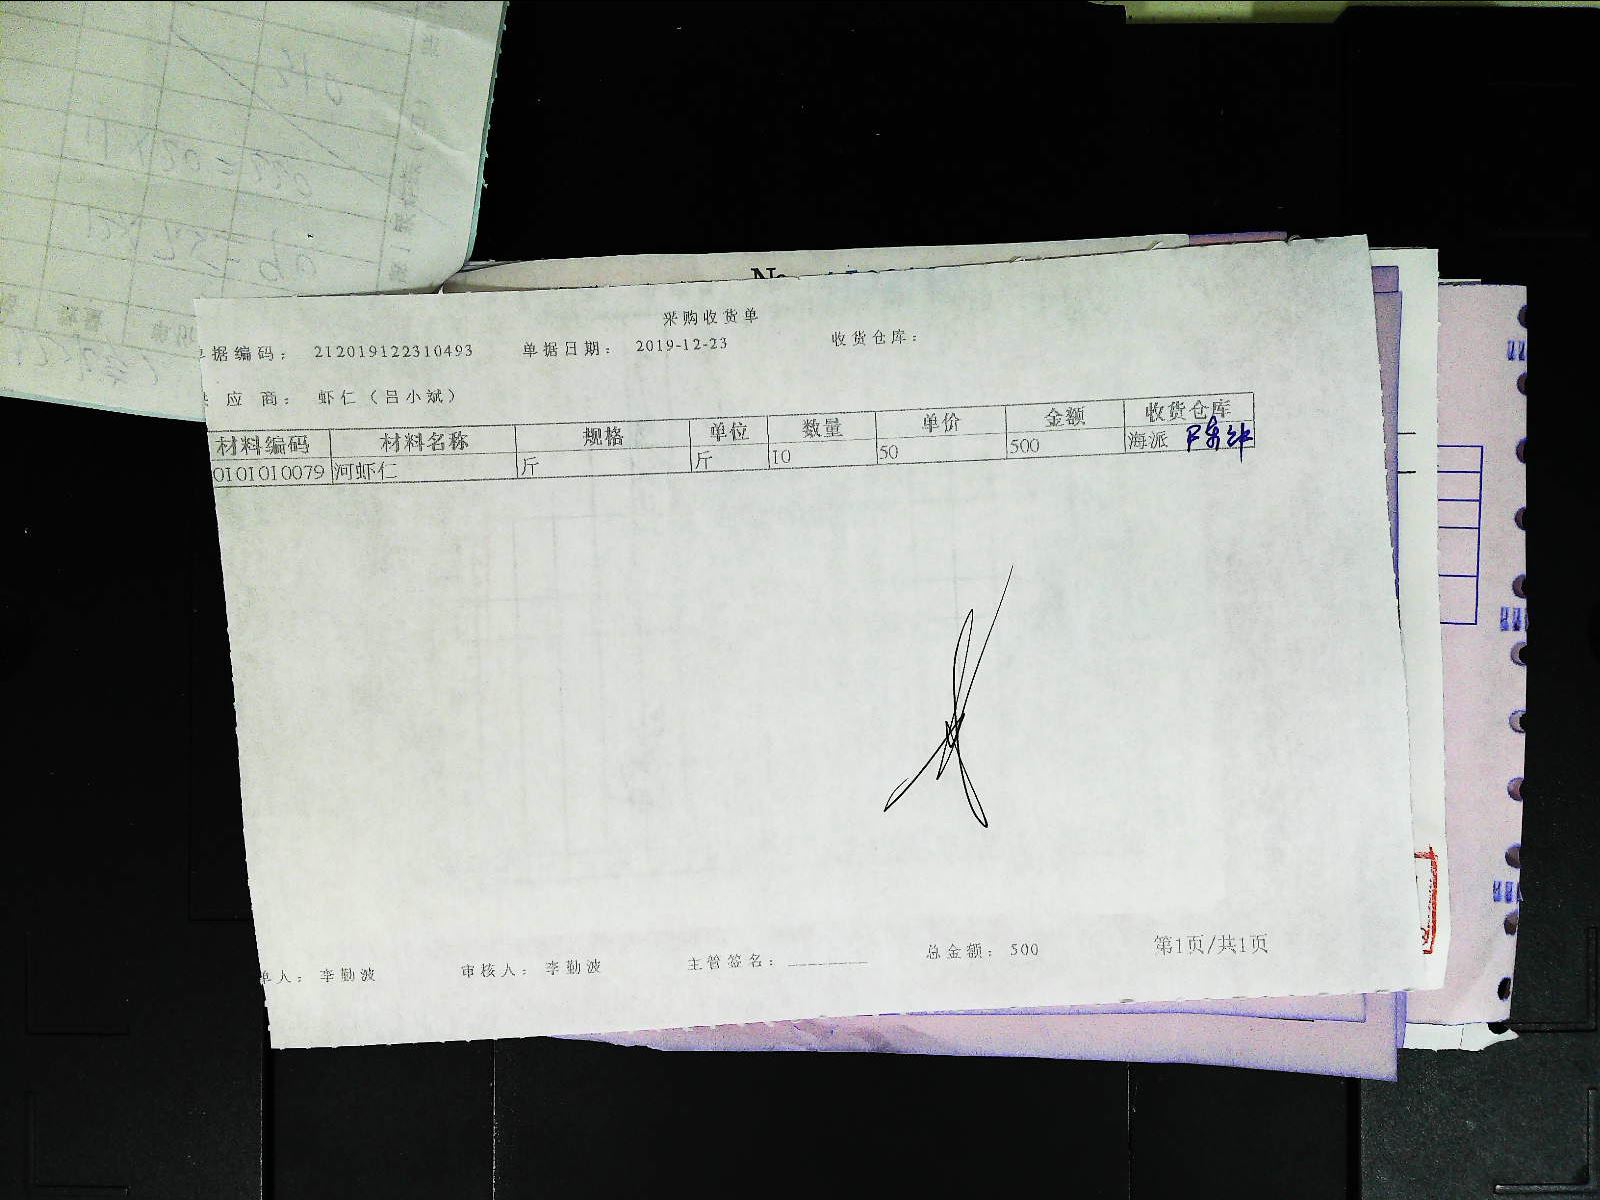 采购收货单
据编码： 212019122310493 单据日期： 2019-12-23 收货仓库：
应商： 虾仁（吕小斌）
材料编码 材料名称 规格 单位 数量 单价 金额 收货仓库
0101010079 河虾仁 斤 斤 10 50 500 海派
单人： 李勤波 审核人： 李勤波 主管签名： 总金额： 500 第1页/共1页